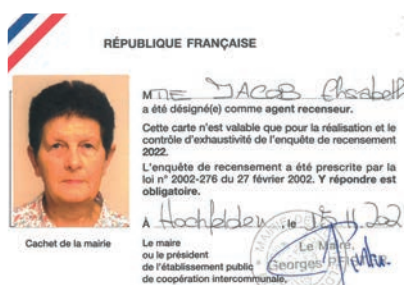 RÉPUBLIQUE FRANÇAISE
MME JACOB Elisabeth
a été désigné(e) comme agent recenseur.
Cette carte n'est valable que pour la réalisation et le
contrôle d'exhaustivité de l'enquête de recensement
2022.
L'enquête de recensement a été prescrite par la
loi n° 2002-276 du 27 février 2002. Y répondre est
obligatoire.
À Hochfelden, le
Cachet de la mairie
Le maire
ou le président
de l'établissement public
de coopération intercommunale,
Le Maire,
Georges